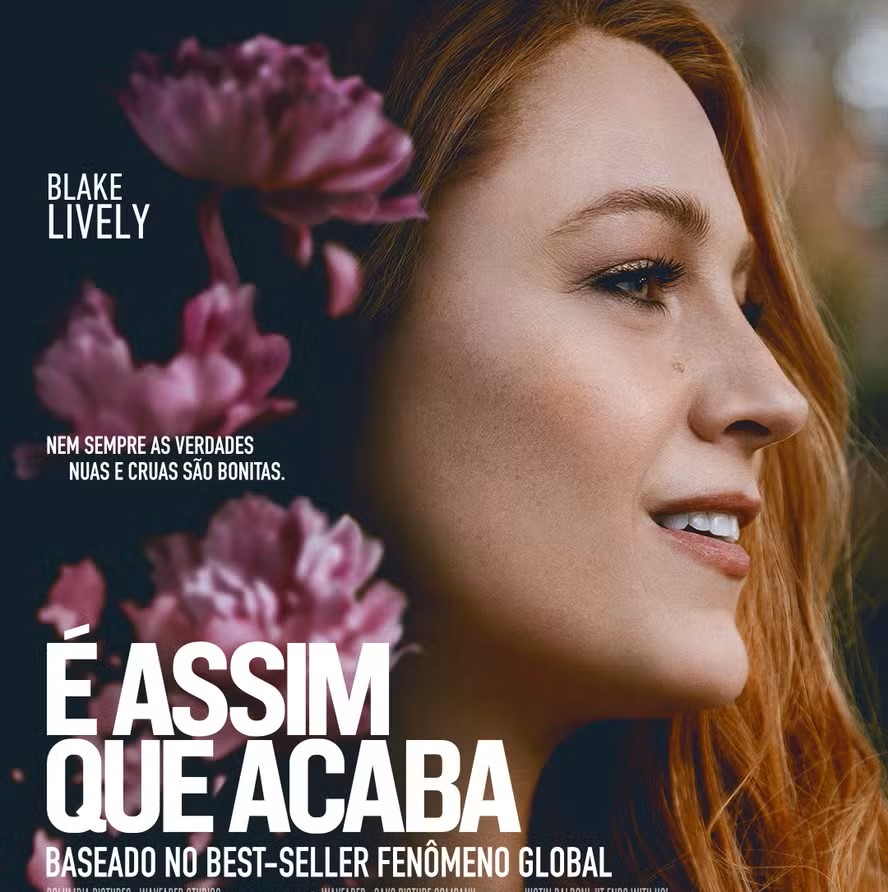 BLAKE
LIVELY
NEM SEMPRE AS VERDADES
NUAS E CRUAS SÃO BONITAS.
É ASSIM
QUE ACABA
BASEADO NO BEST-SELLER FENÔMENO GLOBAL